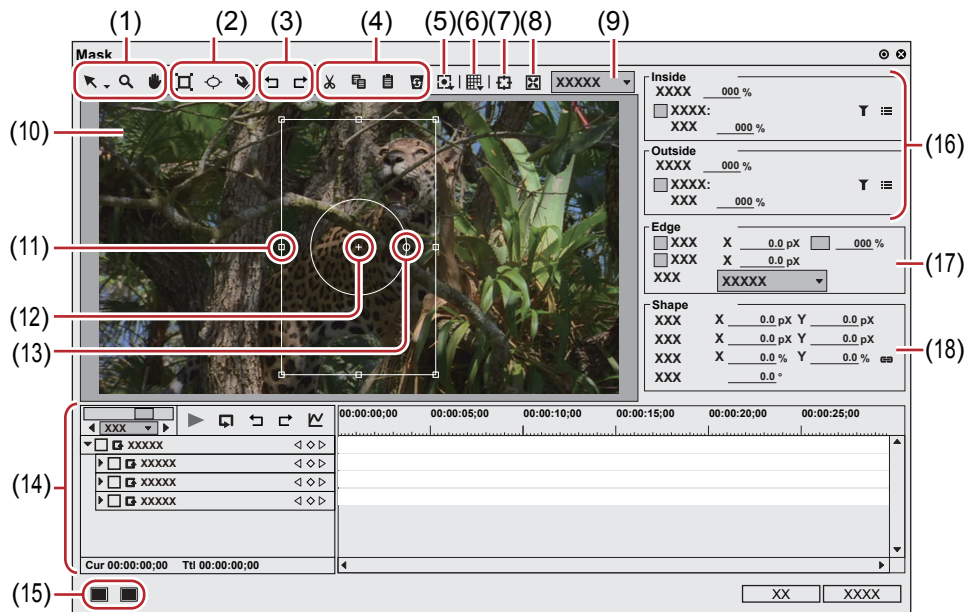 (1) (2) (3) (4) (5) (6) (7) (8) (9)
Mask
XXXXX
(10)
(11)
(12)
(13)
Inside
XXXX 000 %
XXXX:
XXX 000 %
Outside
XXXX 000 %
XXXX:
XXX 000 %
(16)
Edge
XXX X 0.0 pX 000 %
XXX X 0.0 pX
XXX XXXXX
(17)
Shape
XXX X 0.0 pX Y 0.0 pX
XXX X 0.0 pX Y 0.0 pX
XXX X 0.0 % Y 0.0 %
XXX 0.0 °
(18)
(14)
XXX
00:00:00;00 00:00:05;00 00:00:10;00 00:00:15;00 00:00:20;00 00:00:25;00
XXXXX
XXXXX
XXXXX
XXXXX
Cur 00:00:00;00 Ttl 00:00:00;00
(15)
XX XXXX